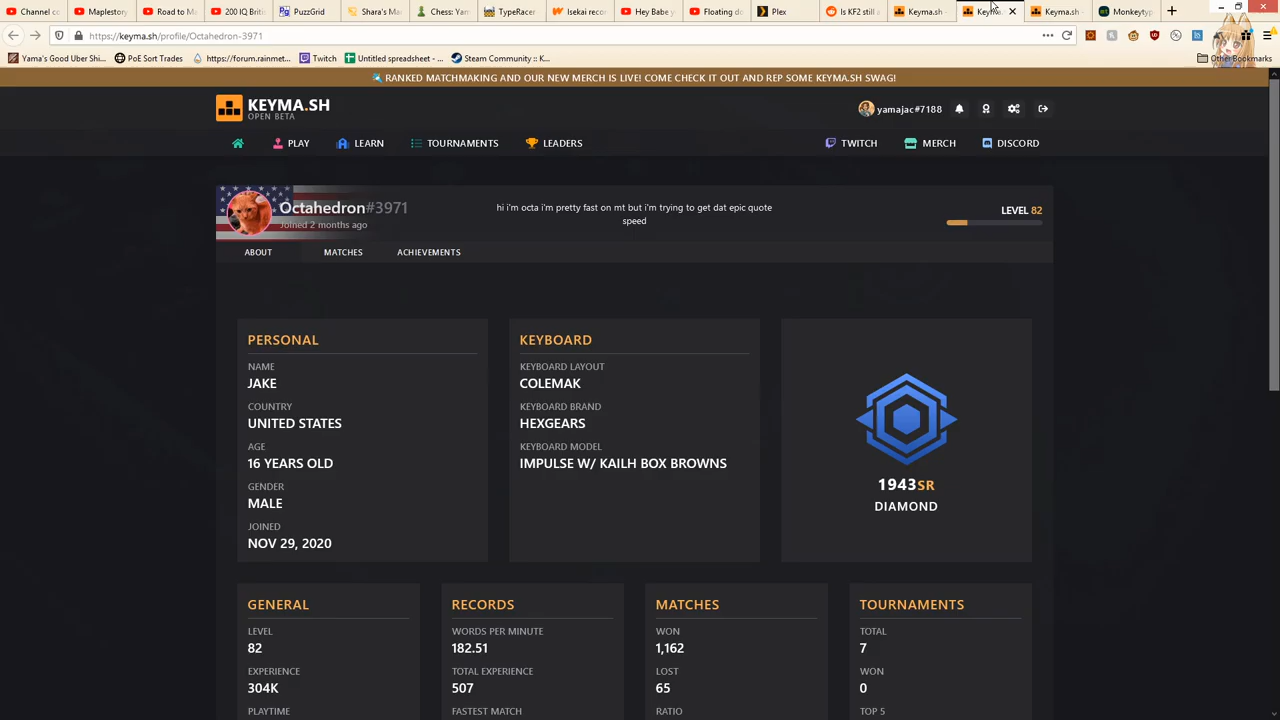 Channel c
Maplestory
Road to M
200 IQ Briti
PuzzGrid
Shara's Ma
Chess: Yam
TypeRacer
Isekai recor
Hey Babe y
Floating do
Plex
Is KF2 still a
Keyma.sh
Keyma.
Keyma.sh
Monkeytyp
https://keyma.sh/profile/Octahedron-3971
Yama's Good Uber Shi...
PoE Sort Trades
https://forum.rainmet...
Twitch
Untitled spreadsheet -...
Steam Community :: K...
Other Bookmarks
RANKED MATCHMAKING AND OUR NEW MERCH IS LIVE! COME CHECK IT OUT AND REP SOME KEYMA.SH SWAG!
KEYMA.SH
OPEN BETA
yamajac#7188
PLAY
LEARN
TOURNAMENTS
LEADERS
TWITCH
MERCH
DISCORD
Octahedron#3971
Joined 2 months ago
hi i'm octa i'm pretty fast on mt but i'm trying to get dat epic quote
speed
LEVEL 82
ABOUT
MATCHES
ACHIEVEMENTS
PERSONAL
NAME
JAKE
COUNTRY
UNITED STATES
AGE
16 YEARS OLD
GENDER
MALE
JOINED
NOV 29, 2020
KEYBOARD
KEYBOARD LAYOUT
COLEMAK
KEYBOARD BRAND
HEXGEARS
KEYBOARD MODEL
IMPULSE W/ KAILH BOX BROWNS
1943SR
DIAMOND
GENERAL
LEVEL
82
EXPERIENCE
304K
PLAYTIME
RECORDS
WORDS PER MINUTE
182.51
TOTAL EXPERIENCE
507
FASTEST MATCH
MATCHES
WON
1,162
LOST
65
RATIO
TOURNAMENTS
TOTAL
7
WON
0
TOP 5